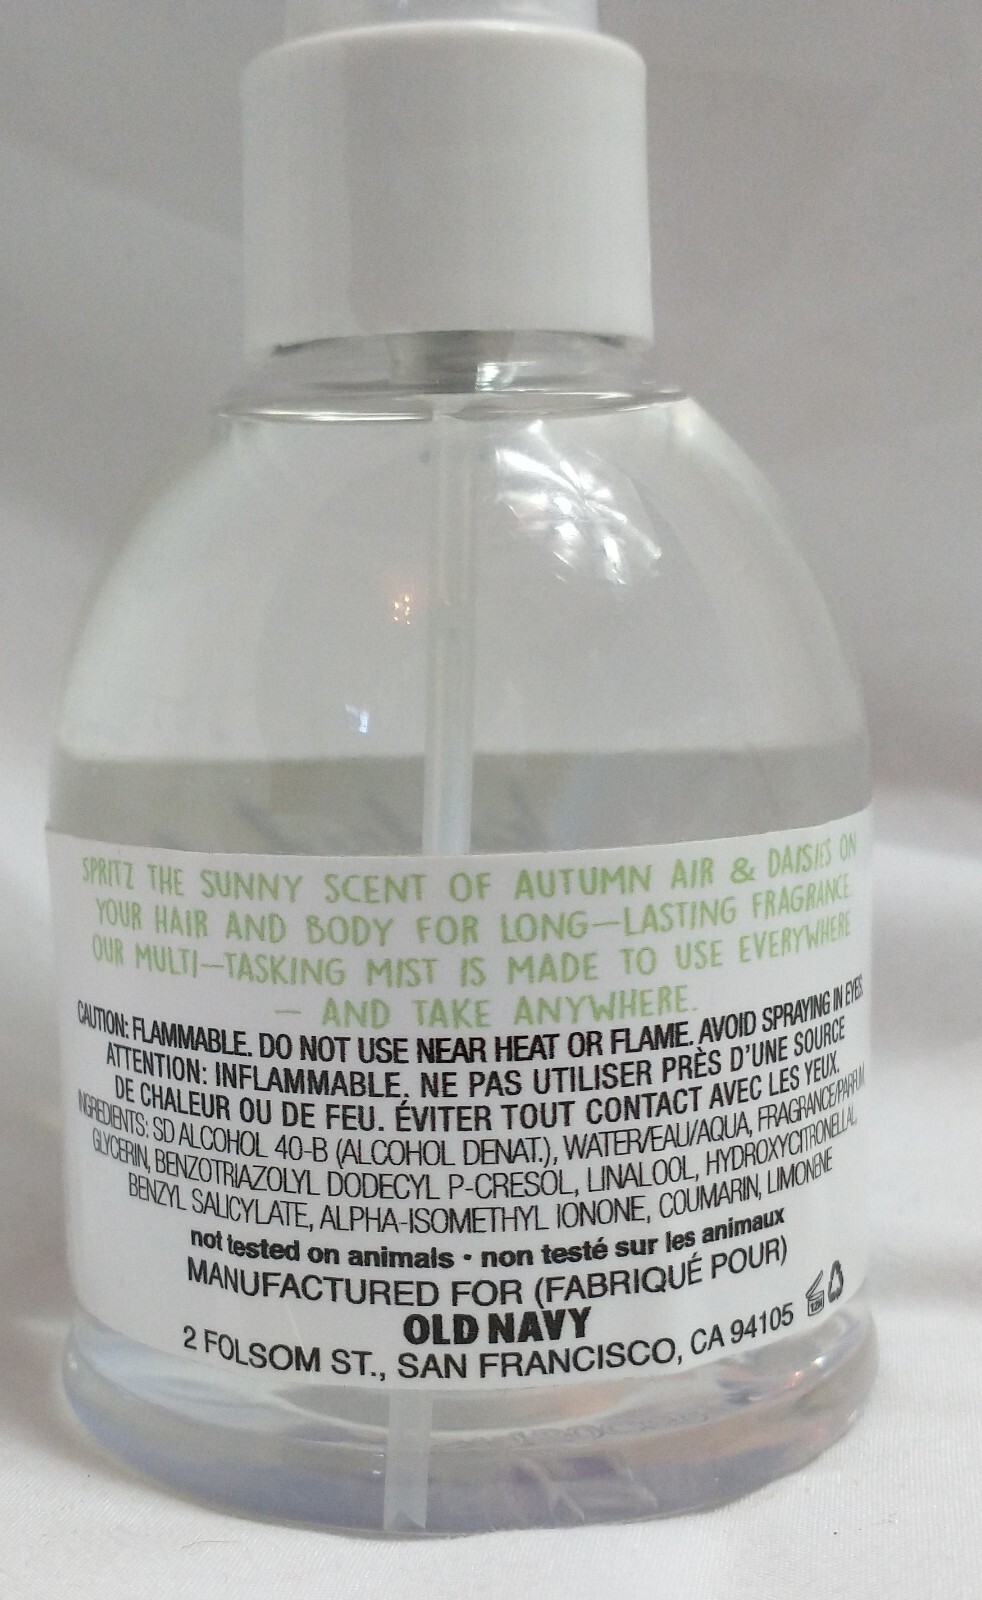 SPRITZ THE SUNNY SCENT OF AUTUMN AIR & DAISIES ON
YOUR HAIR AND BODY FOR LONG—LASTING FRAGRANCE
OUR MULTI—TASKING MIST IS MADE TO USE EVERYWHERE
— AND TAKE ANYWHERE.
CAUTION: FLAMMABLE. DO NOT USE NEAR HEAT OR FLAME. AVOID SPRAYING IN EYES
ATTENTION: INFLAMMABLE. NE PAS UTILISER PRÈS D'UNE SOURCE
DE CHALEUR OU DE FEU. ÉVITER TOUT CONTACT AVEC LES YEUX.
INGREDIENTS: SD ALCOHOL 40-B (ALCOHOL DENAT.), WATER/EAU/AQUA, FRAGRANCE/PARFUM,
GLYCERIN, BENZOTRIAZOLYL DODECYL P-CRESOL, LINALOOL, HYDROXYCITRONELLAL,
BENZYL SALICYLATE, ALPHA-ISOMETHYL IONONE, COUMARIN, LIMONENE
not tested on animals • non testé sur les animaux
MANUFACTURED FOR (FABRIQUÉ POUR)
OLD NAVY
2 FOLSOM ST., SAN FRANCISCO, CA 94105
12M